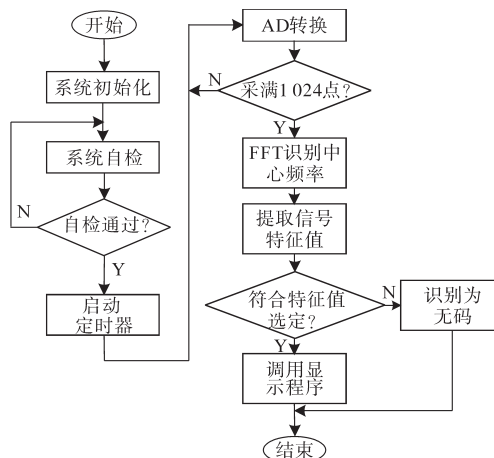 开始
系统初始化
系统自检
N
自检通过?
Y
启动
定时器
AD转换
N
采满1 024点?
Y
FFT识别中
心频率
提取信号
特征值
符合特征值
选定?
N
识别为
无码
Y
调用显
示程序
结束